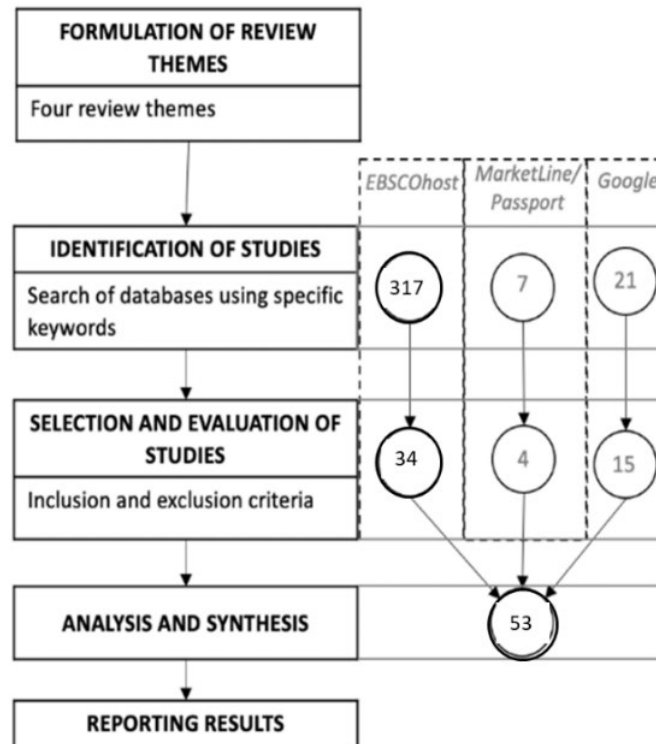 FORMULATION OF REVIEW
THEMES
Four review themes
EBSCOhost
MarketLine/
Passport
Google
IDENTIFICATION OF STUDIES
Search of databases using specific
keywords
317
7
21
SELECTION AND EVALUATION OF
STUDIES
Inclusion and exclusion criteria
34
4
15
ANALYSIS AND SYNTHESIS
53
REPORTING RESULTS